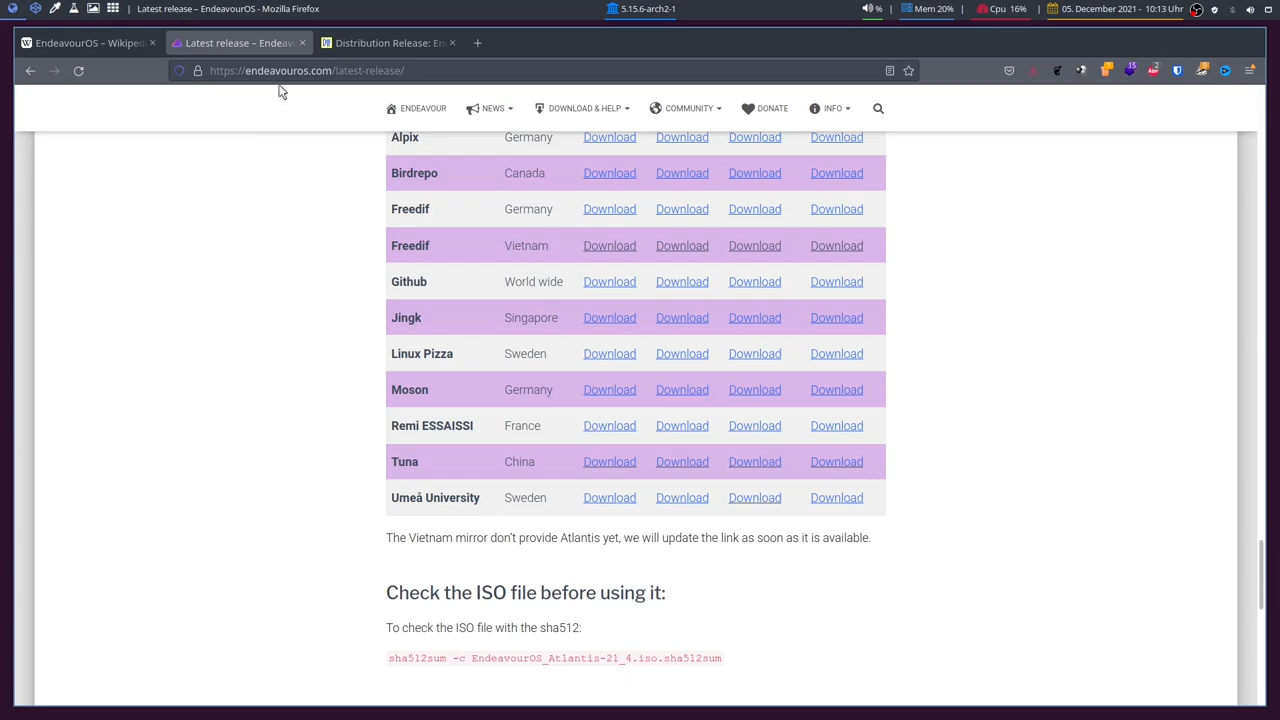 Latest release – EndeavourOS – Mozilla Firefox
5.15.6-arch2-1
%
Mem 20%
Cpu 16%
05. December 2021 - 10:13 Uhr
EndeavourOS – Wikiped
Latest release – Endeavo
Distribution Release: En
https://endeavouros.com/latest-release/
15
2
ENDEAVOUR
NEWS
DOWNLOAD & HELP
COMMUNITY
DONATE
INFO
Alpix Germany Download Download Download Download
Birdrepo Canada Download Download Download Download
Freedif Germany Download Download Download Download
Freedif Vietnam Download Download Download Download
Github World wide Download Download Download Download
Jingk Singapore Download Download Download Download
Linux Pizza Sweden Download Download Download Download
Moson Germany Download Download Download Download
Remi ESSAISSI France Download Download Download Download
Tuna China Download Download Download Download
Umeå University Sweden Download Download Download Download
The Vietnam mirror don't provide Atlantis yet, we will update the link as soon as it is available.
Check the ISO file before using it:
To check the ISO file with the sha512:
sha512sum -c EndeavourOS_Atlantis-21_4.iso.sha512sum